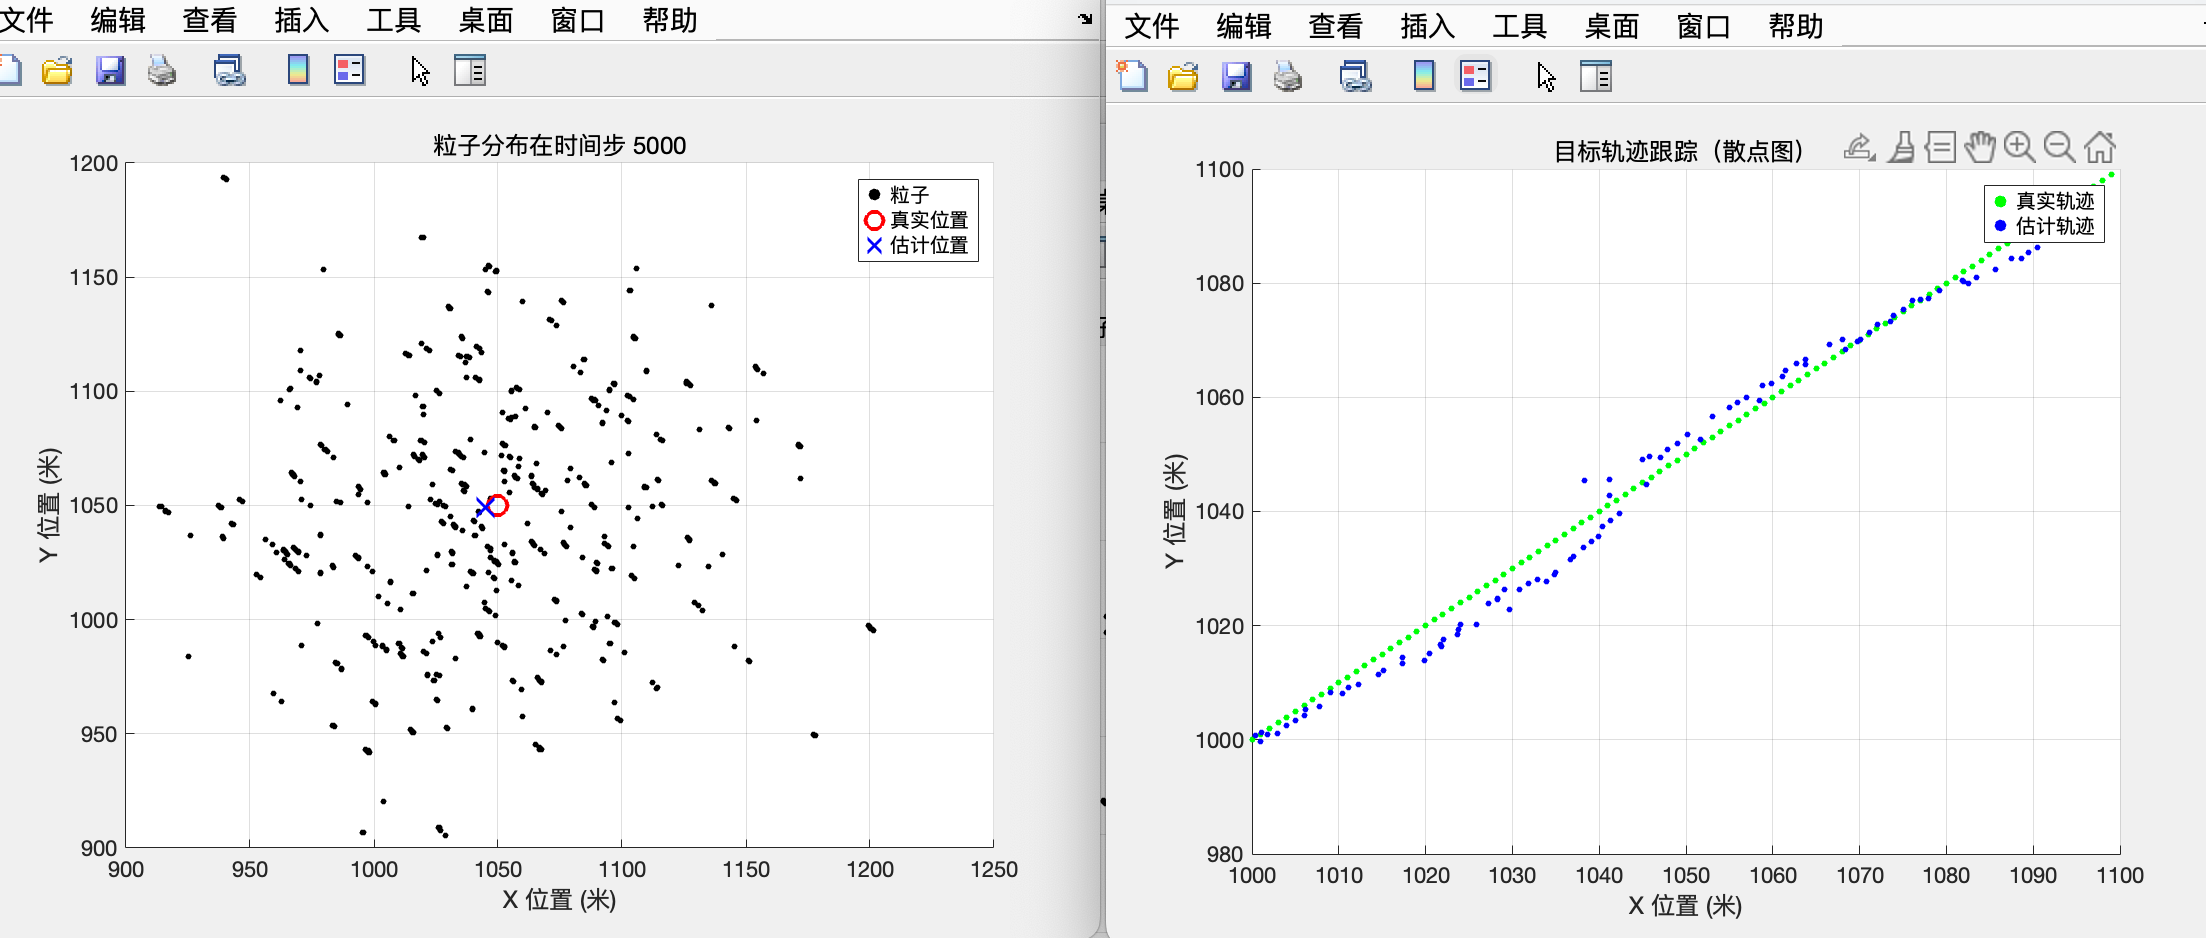 文件 编辑 查看 插入 工具 桌面 窗口 帮助
粒子分布在时间步 5000
粒子
真实位置
估计位置
1200
1150
1100
1050
1000
950
900
Y 位置 (米)
900 950 1000 1050 1100 1150 1200 1250
X 位置 (米)
文件 编辑 查看 插入 工具 桌面 窗口 帮助
目标轨迹跟踪（散点图）
真实轨迹
估计轨迹
1100
1080
1060
1040
1020
1000
980
Y 位置 (米)
1000 1010 1020 1030 1040 1050 1060 1070 1080 1090 1100
X 位置 (米)